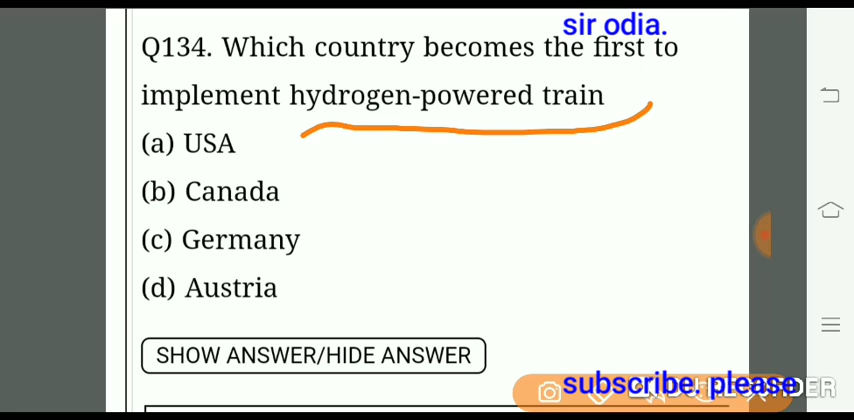 sir odia.
Q134. Which country becomes the first to
implement hydrogen-powered train
(a) USA
(b) Canada
(c) Germany
(d) Austria
SHOW ANSWER/HIDE ANSWER
subscribe. please